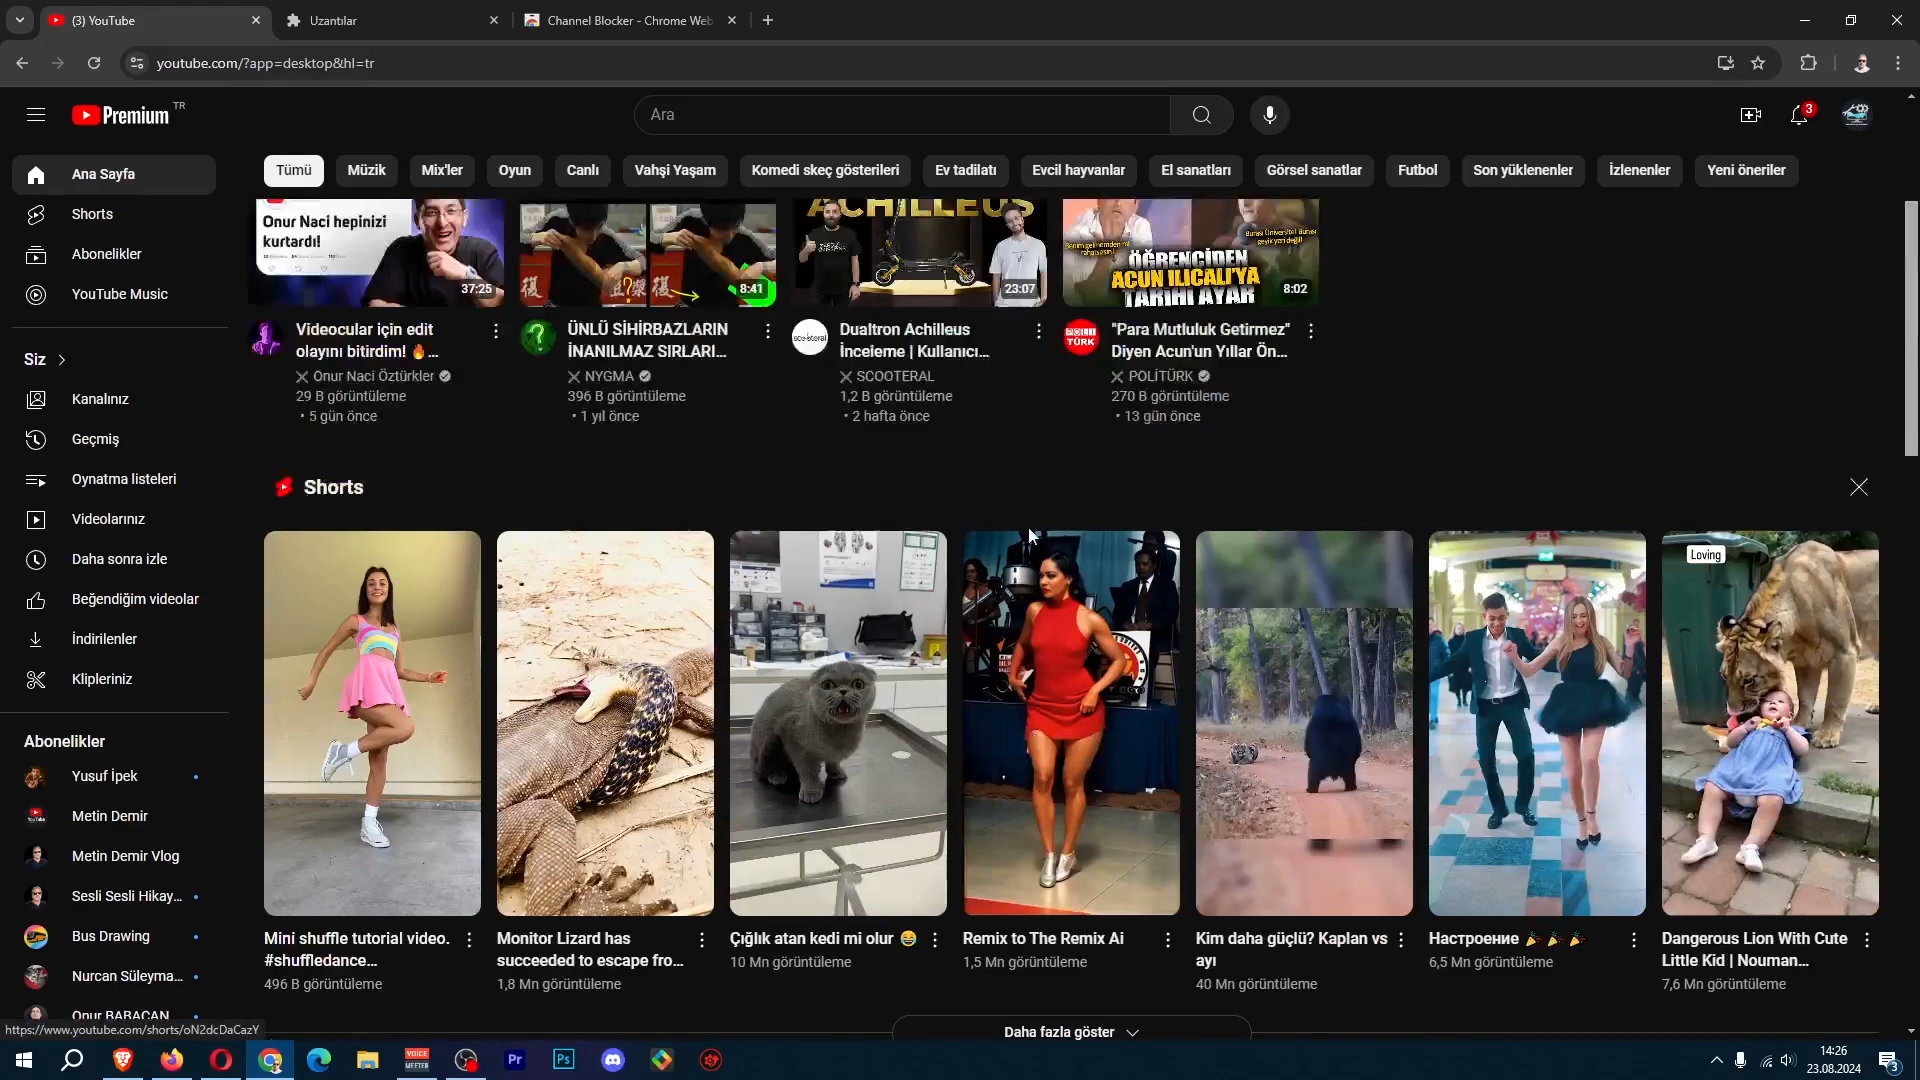 (3) YouTube
Uzantılar
Channel Blocker - Chrome Web
youtube.com/?app=desktop&hl=tr
Premium TR
Ara
3
Ana Sayfa
Shorts
Abonelikler
YouTube Music
Siz
Kanalınız
Geçmiş
Oynatma listeleri
Videolarınız
Daha sonra izle
Beğendiğim videolar
İndirilenler
Klipleriniz
Abonelikler
Yusuf İpek
Metin Demir
Metin Demir Vlog
Sesli Sesli Hikay...
Bus Drawing
Nurcan Süleyma...
Onur BABACAN
Tümü
Müzik
Mix'ler
Oyun
Canlı
Vahşi Yaşam
Komedi skeç gösterileri
Ev tadilatı
Evcil hayvanlar
El sanatları
Görsel sanatlar
Futbol
Son yüklenenler
İzlenenler
Yeni öneriler
Onur Naci hepinizi
kurtardı!
37:25
Videocular için edit
olayını bitirdim! 🔥...
Onur Naci Öztürkler
29 B görüntüleme
• 5 gün önce
8:41
ÜNLÜ SİHİRBAZLARIN
İNANILMAZ SIRLARI...
NYGMA
396 B görüntüleme
• 1 yıl önce
ACHILLEUS
23:07
scooteral
Dualtron Achilleus
İnceleme | Kullanıcı...
SCOOTERAL
1,2 B görüntüleme
• 2 hafta önce
ÖĞRENCİDEN
ACUN ILICALI'YA
TARİHİ AYAR
8:02
POLİTÜRK
"Para Mutluluk Getirmez"
Diyen Acun'un Yıllar Ön...
POLİTÜRK
270 B görüntüleme
• 13 gün önce
Shorts
Loving
Mini shuffle tutorial video.
#shuffledance...
496 B görüntüleme
Monitor Lizard has
succeeded to escape fro...
1,8 Mn görüntüleme
Çığlık atan kedi mi olur 😂
10 Mn görüntüleme
Remix to The Remix Ai
1,5 Mn görüntüleme
Kim daha güçlü? Kaplan vs
ayı
40 Mn görüntüleme
Настроение 🎉🎉🎉
6,5 Mn görüntüleme
Dangerous Lion With Cute
Little Kid | Nouman...
7,6 Mn görüntüleme
Daha fazla göster
https://www.youtube.com/shorts/oN2dcDaCazY
VOICE
MEETER
Pr
Ps
14:26
23.08.2024
3